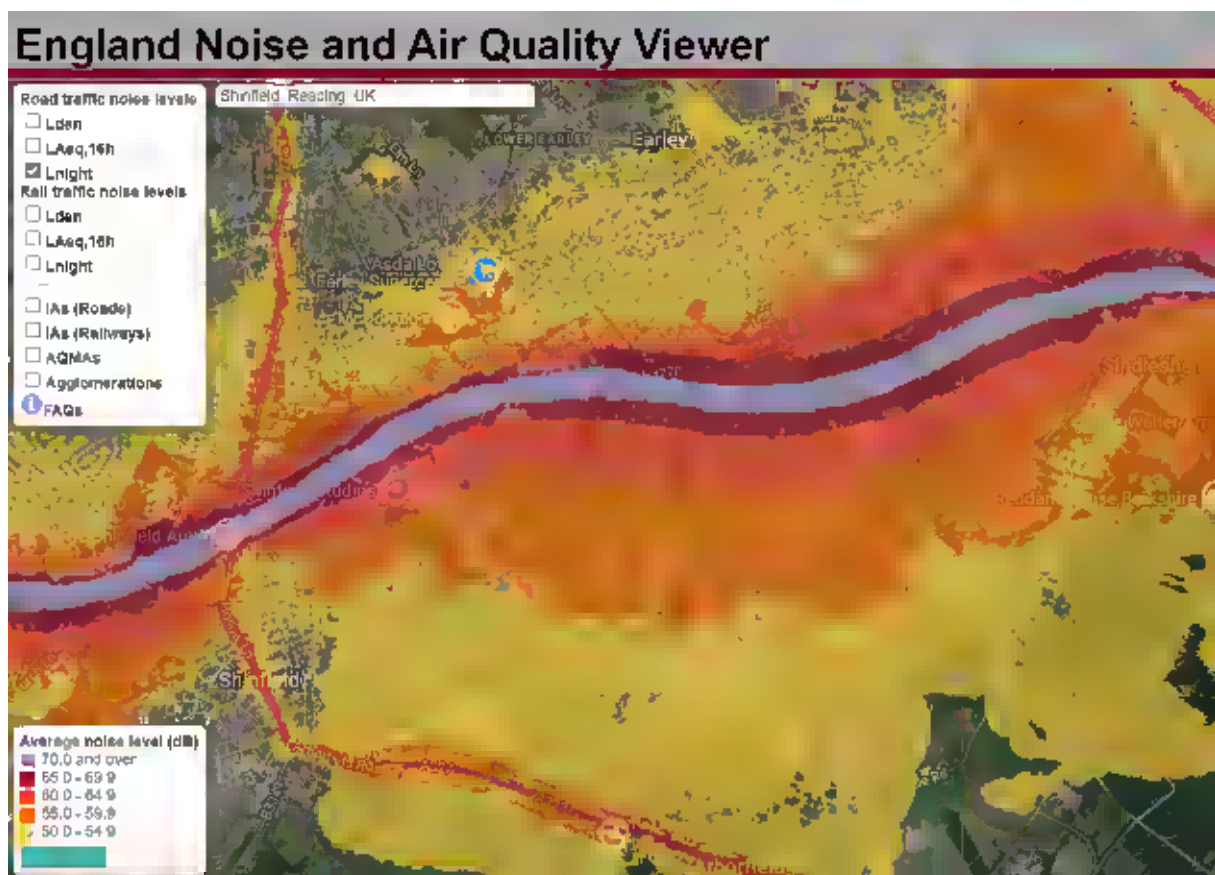 England Noise and Air Quality Viewer
Road traffic noise levels
Lden
LAeq,16h
Lnight
Rail traffic noise levels
Lden
LAeq,16h
Lnight
IAs (Roads)
IAs (Railways)
AQMAs
Agglomerations
FAQs
Shinfield Reading UK
LOWER EARLEY
Earley
Asda Lo
Earley
Shinfield
Average noise level (dB)
70.0 and over
65.0 - 69.9
60.0 - 64.9
55.0 - 59.9
50.0 - 54.9